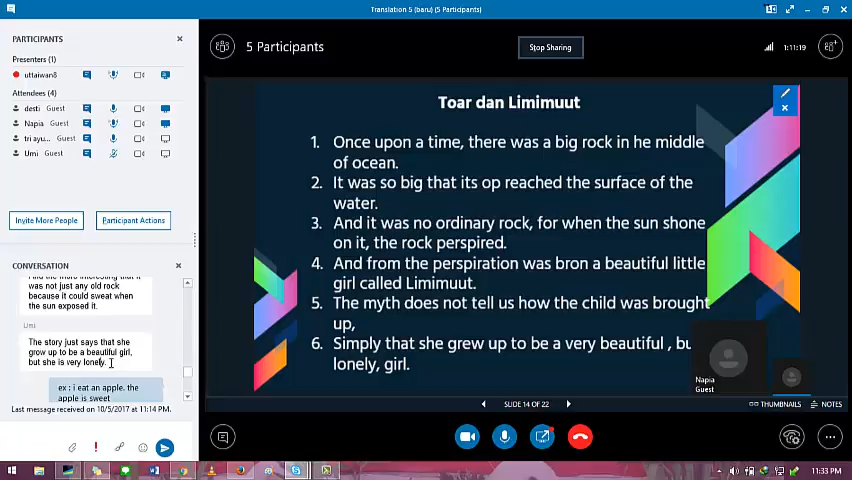 Translation 5 (baru) (5 Participants)
PARTICIPANTS
Presenters (1)
uttaiwan8
Attendees (4)
desti Guest
Napia Guest
tri ayu... Guest
Umi Guest
Invite More People
Participant Actions
CONVERSATION
And the more interesting that it
was not just any old rock
because it could sweat when
the sun exposed it.
Umi
The story just says that she
grow up to be a beautiful girl,
but she is very lonely.
ex : i eat an apple. the
apple is sweet
Last message received on 10/5/2017 at 11:14 PM.
5 Participants
Stop Sharing
1:11:19
Toar dan Limimuut
1. Once upon a time, there was a big rock in he middle
of ocean.
2. It was so big that its op reached the surface of the
water.
3. And it was no ordinary rock, for when the sun shone
on it, the rock perspired.
4. And from the perspiration was bron a beautiful little
girl called Limimuut.
5. The myth does not tell us how the child was brought
up,
6. Simply that she grew up to be a very beautiful , bu
lonely, girl.
Napia
Guest
SLIDE 14 OF 22
THUMBNAILS
NOTES
11:33 PM